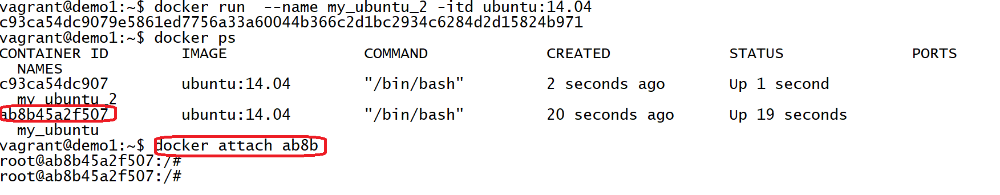 vagrant@demo1:~$ docker run  --name my_ubuntu_2 -itd ubuntu:14.04
c93ca54dc9079e5861ed7756a33a60044b366c2d1bc2934c6284d2d15824b971
vagrant@demo1:~$ docker ps
CONTAINER ID        IMAGE               COMMAND             CREATED             STATUS              PORTS
  NAMES
c93ca54dc907        ubuntu:14.04        "/bin/bash"         2 seconds ago       Up 1 second
  my_ubuntu_2
ab8b45a2f507        ubuntu:14.04        "/bin/bash"         20 seconds ago      Up 19 seconds
  my_ubuntu
vagrant@demo1:~$ docker attach ab8b
root@ab8b45a2f507:/#
root@ab8b45a2f507:/#